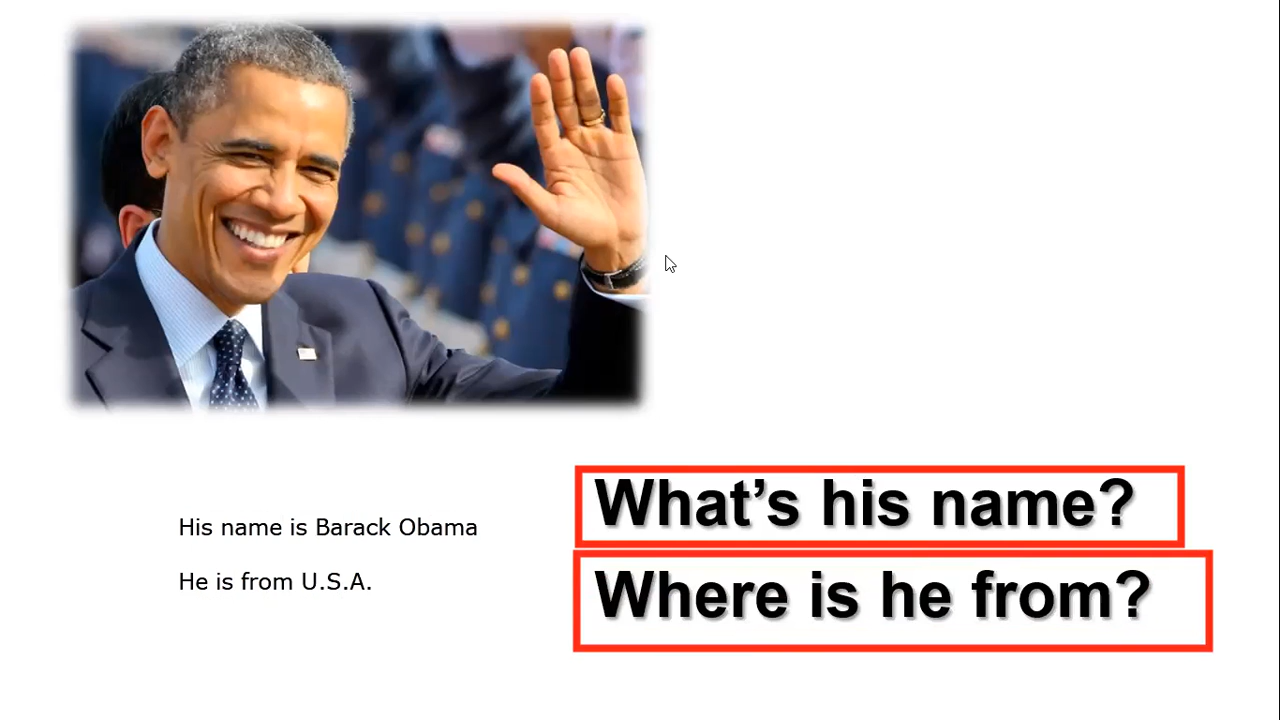 What’s his name?
His name is Barack Obama
Where is he from?
He is from U.S.A.